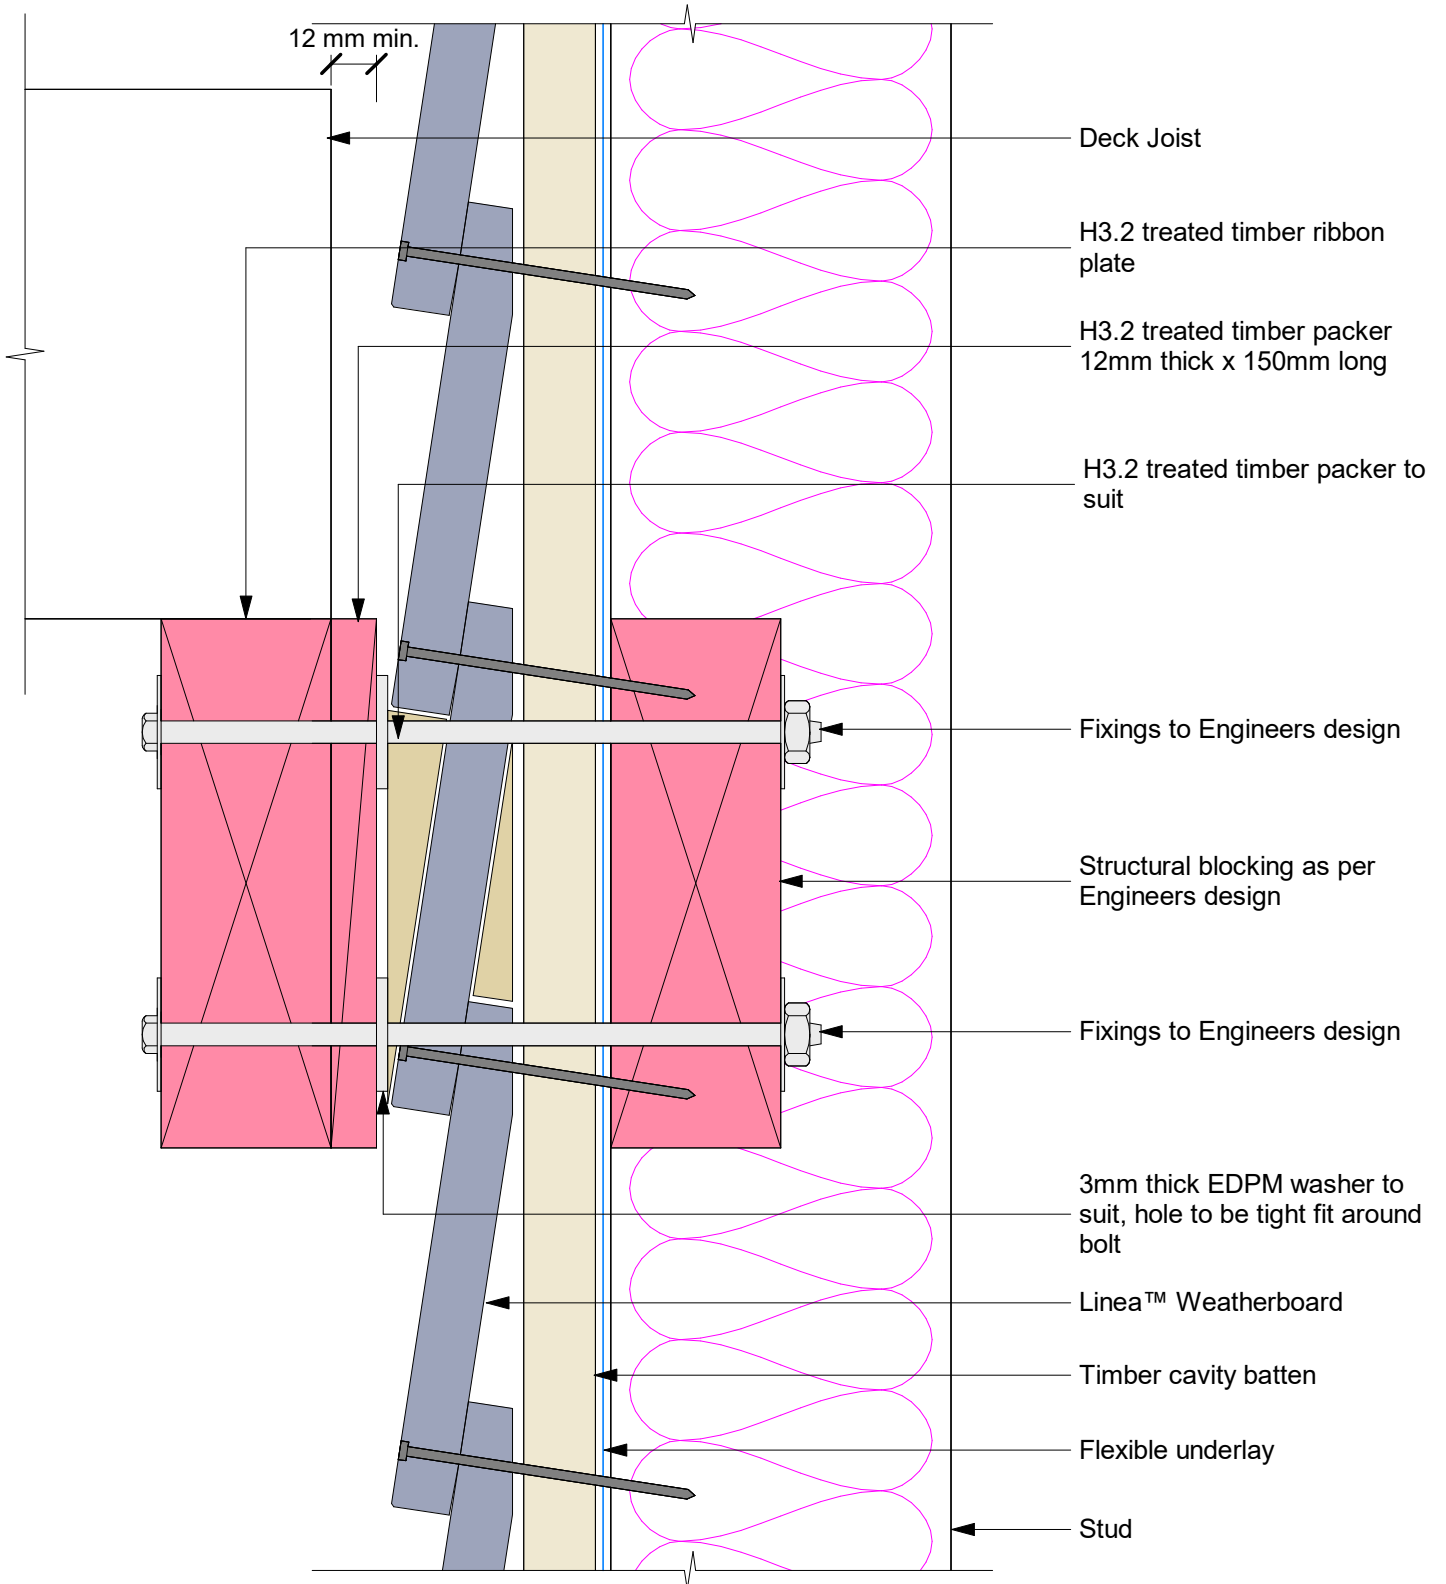 12 mm min.
Deck Joist
H3.2 treated timber ribbon
plate
H3.2 treated timber packer
12mm thick x 150mm long
H3.2 treated timber packer to
suit
Fixings to Engineers design
Structural blocking as per
Engineers design
Fixings to Engineers design
3mm thick EDPM washer to
suit, hole to be tight fit around
bolt
Linea™ Weatherboard
Timber cavity batten
Flexible underlay
Stud